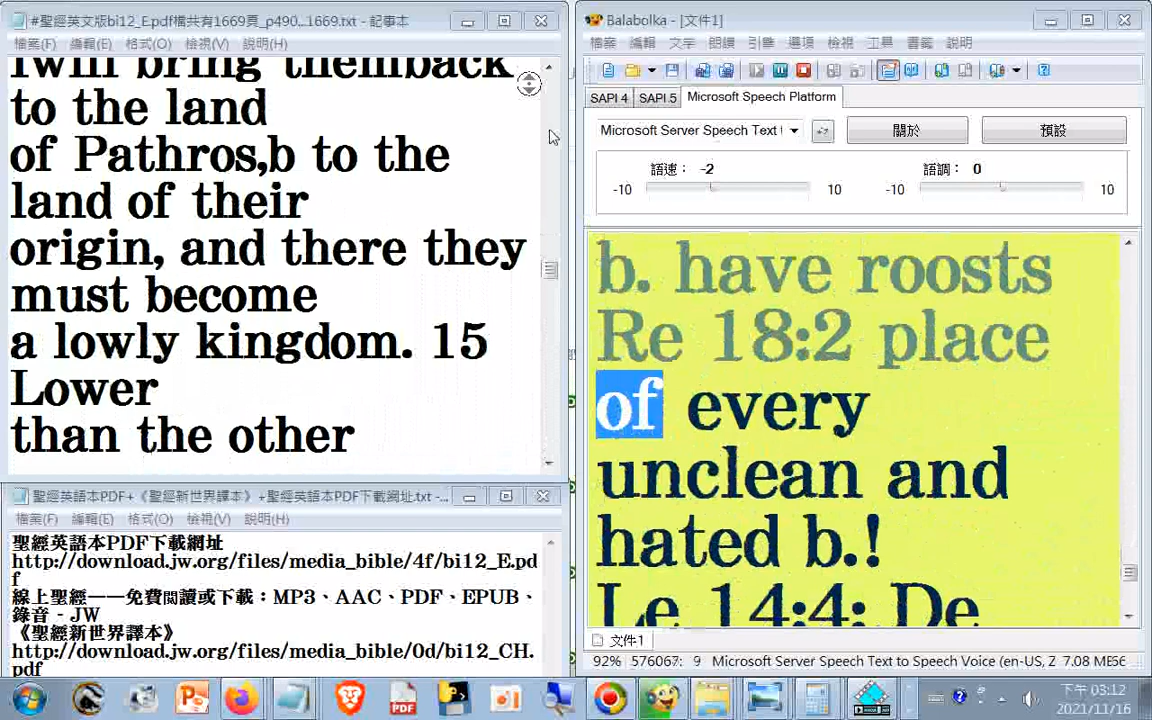 #聖經英文版bi12_E.pdf檔共有1669頁_p490,..1669.txt - 記事本
檔案(F) 編輯(E) 格式(O) 檢視(V) 說明(H)
Iwill bring themback
to the land
of Pathros,b to the
land of their
origin, and there they
must become
a lowly kingdom. 15
Lower
than the other
聖經英語本PDF+《聖經新世界譯本》+聖經英語本PDF下載網址.txt - ...
檔案(F) 編輯(E) 格式(O) 檢視(V) 說明(H)
聖經英語本PDF下載網址
http://download.jw.org/files/media_bible/4f/bi12_E.pd
f
線上聖經——免費閱讀或下載：MP3、AAC、PDF、EPUB、
錄音 - JW
《聖經新世界譯本》
http://download.jw.org/files/media_bible/0d/bi12_CH.
pdf
Balabolka - [文件1]
檔案 編輯 文字 朗讀 引擎 選項 檢視 工具 書籤 說明
SAPI 4 SAPI 5 Microsoft Speech Platform
Microsoft Server Speech Text 關於 預設
語速： -2 語調： 0
-10 10 -10 10
b. have roosts
Re 18:2 place
of every
unclean and
hated b.!
Le 14:4; De
文件1
92% 576067: 9 Microsoft Server Speech Text to Speech Voice (en-US, Z 7.08 ME56
下午 03:12
2021/11/16